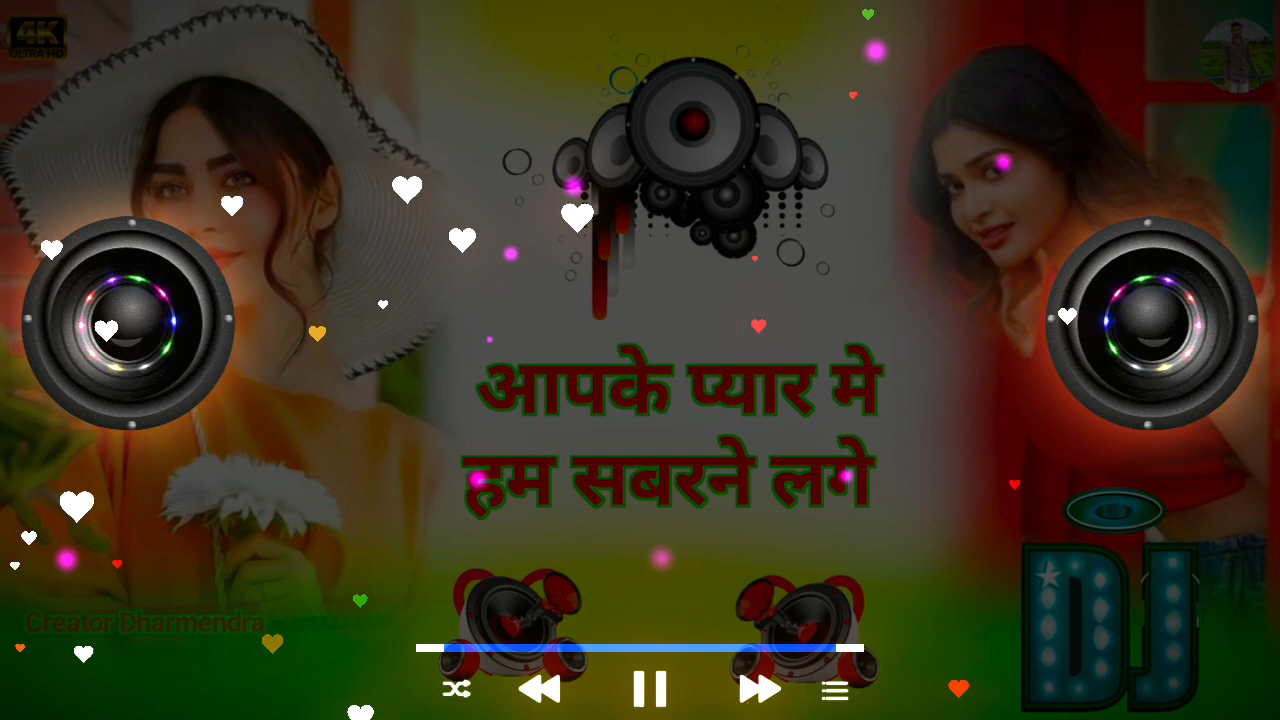 4K
ULTRA HD
आपके प्यार मे
हम सबरने लगे
Creator Dharmendra
DJ